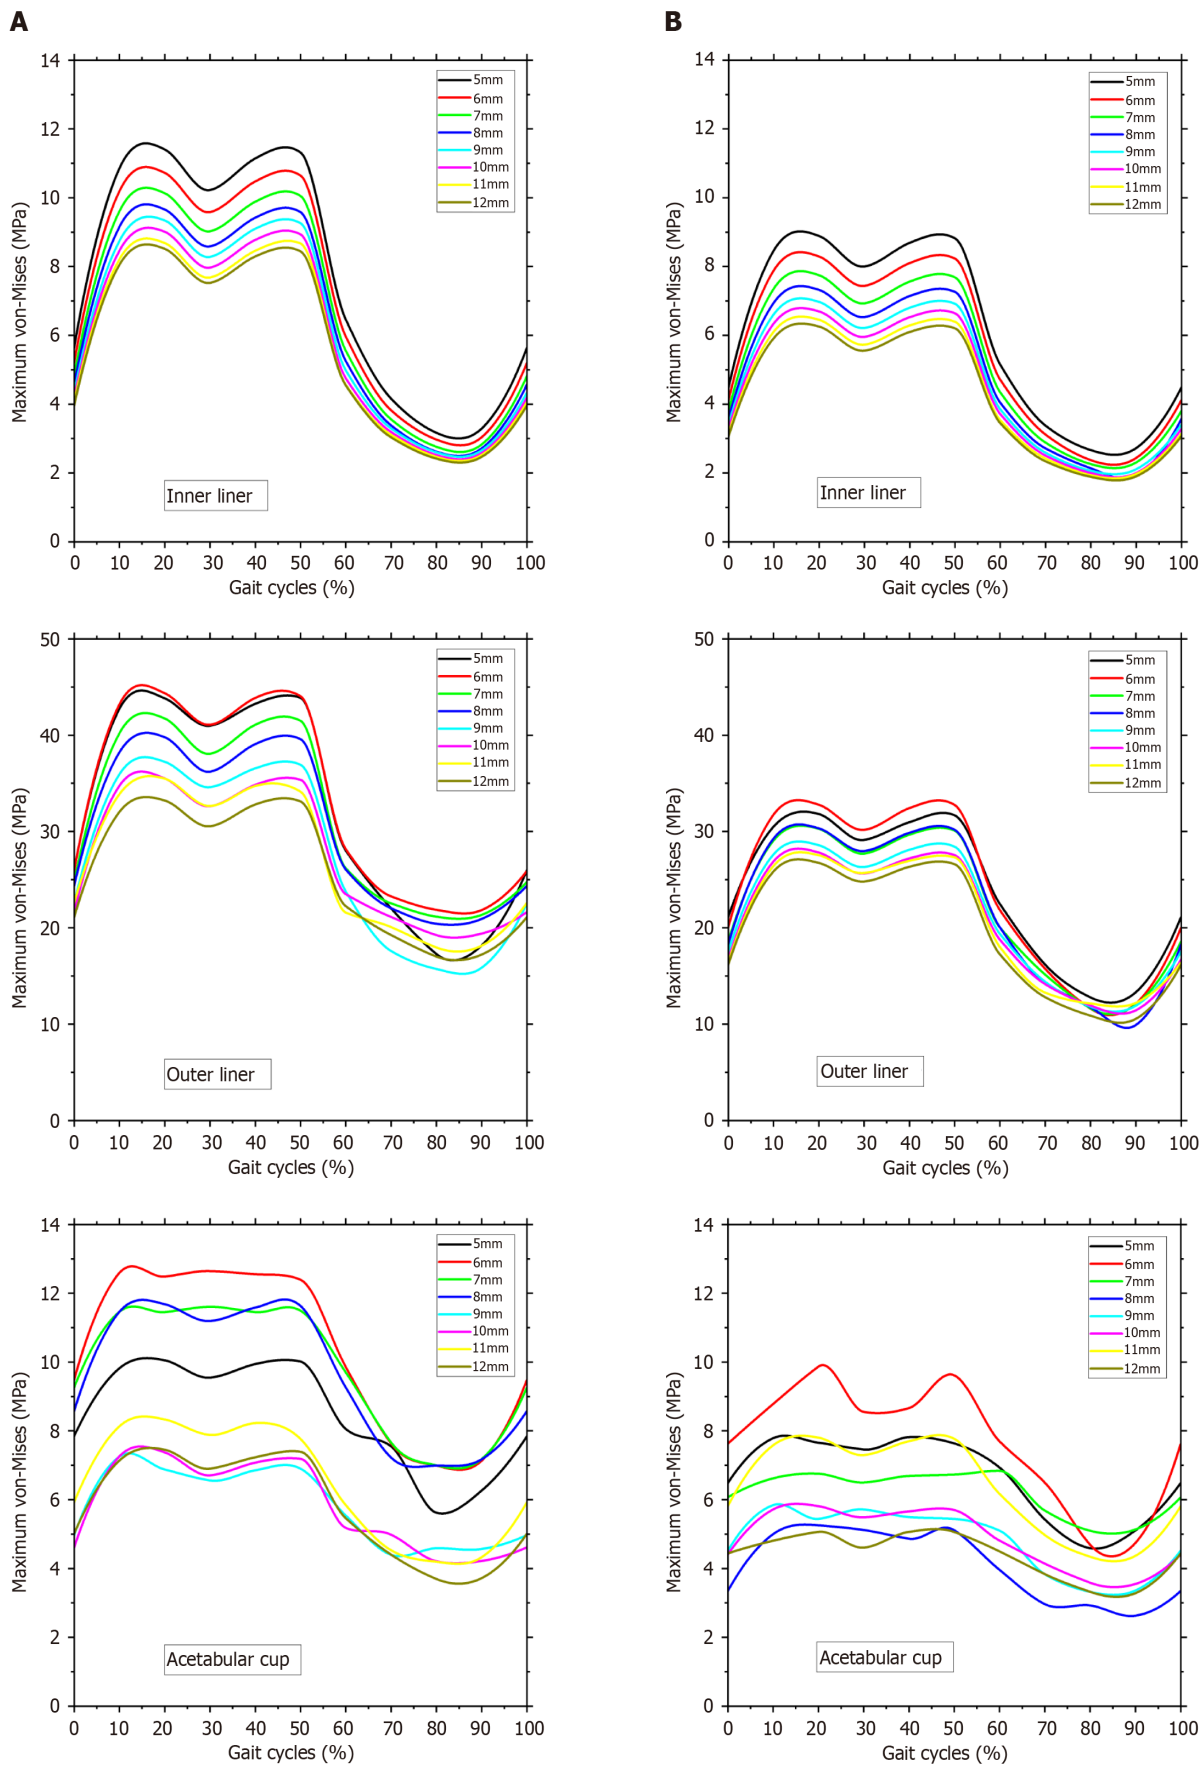 A
B
14
12
10
8
6
4
2
0
Maximum von-Mises (MPa)
5mm
6mm
7mm
8mm
9mm
10mm
11mm
12mm
Inner liner
0 10 20 30 40 50 60 70 80 90 100
Gait cycles (%)
14
12
10
8
6
4
2
0
Maximum von-Mises (MPa)
5mm
6mm
7mm
8mm
9mm
10mm
11mm
12mm
Inner liner
0 10 20 30 40 50 60 70 80 90 100
Gait cycles (%)
50
40
30
20
10
0
Maximum von-Mises (MPa)
5mm
6mm
7mm
8mm
9mm
10mm
11mm
12mm
Outer liner
0 10 20 30 40 50 60 70 80 90 100
Gait cycles (%)
50
40
30
20
10
0
Maximum von-Mises (MPa)
5mm
6mm
7mm
8mm
9mm
10mm
11mm
12mm
Outer liner
0 10 20 30 40 50 60 70 80 90 100
Gait cycles (%)
14
12
10
8
6
4
2
0
Maximum von-Mises (MPa)
5mm
6mm
7mm
8mm
9mm
10mm
11mm
12mm
Acetabular cup
0 10 20 30 40 50 60 70 80 90 100
Gait cycles (%)
14
12
10
8
6
4
2
0
Maximum von-Mises (MPa)
5mm
6mm
7mm
8mm
9mm
10mm
11mm
12mm
Acetabular cup
0 10 20 30 40 50 60 70 80 90 100
Gait cycles (%)